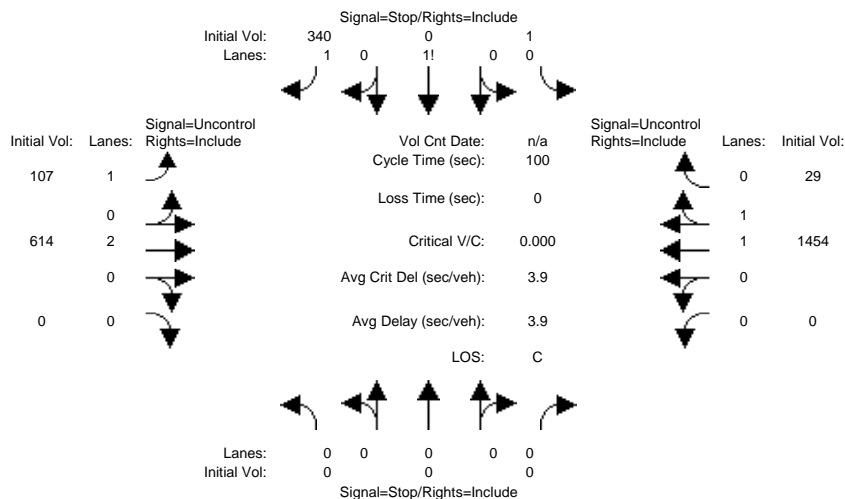 Signal=Stop/Rights=Include
Initial Vol: 340 0 1
Lanes: 1 0 1! 0 0
Signal=Uncontrol
Initial Vol: Lanes: Rights=Include
Vol Cnt Date: n/a
Signal=Uncontrol
Rights=Include Lanes: Initial Vol:
Cycle Time (sec): 100
107 1
0 29
Loss Time (sec): 0
0
1
614 2
Critical V/C: 0.000
1 1454
0
Avg Crit Del (sec/veh): 3.9
0
0 0
Avg Delay (sec/veh): 3.9
0 0
LOS: C
Lanes: 0 0 0 0 0
Initial Vol: 0 0 0
Signal=Stop/Rights=Include